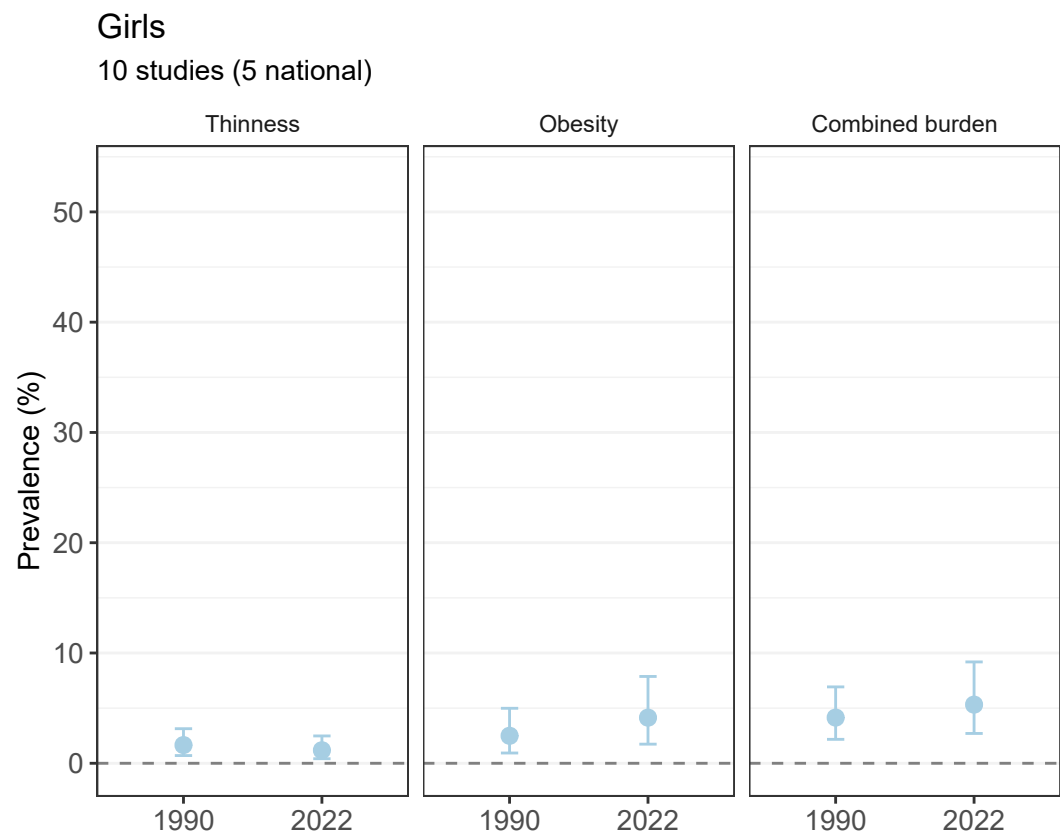 Girls
10 studies (5 national)
Thinness
Obesity
Combined burden
Prevalence (%)
50
40
30
20
10
0
1990
2022
1990
2022
1990
2022